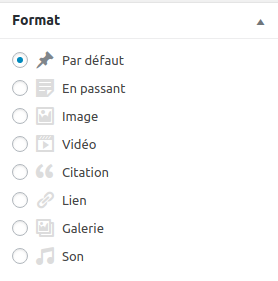 Format
Par défaut
En passant
Image
Vidéo
Citation
Lien
Galerie
Son